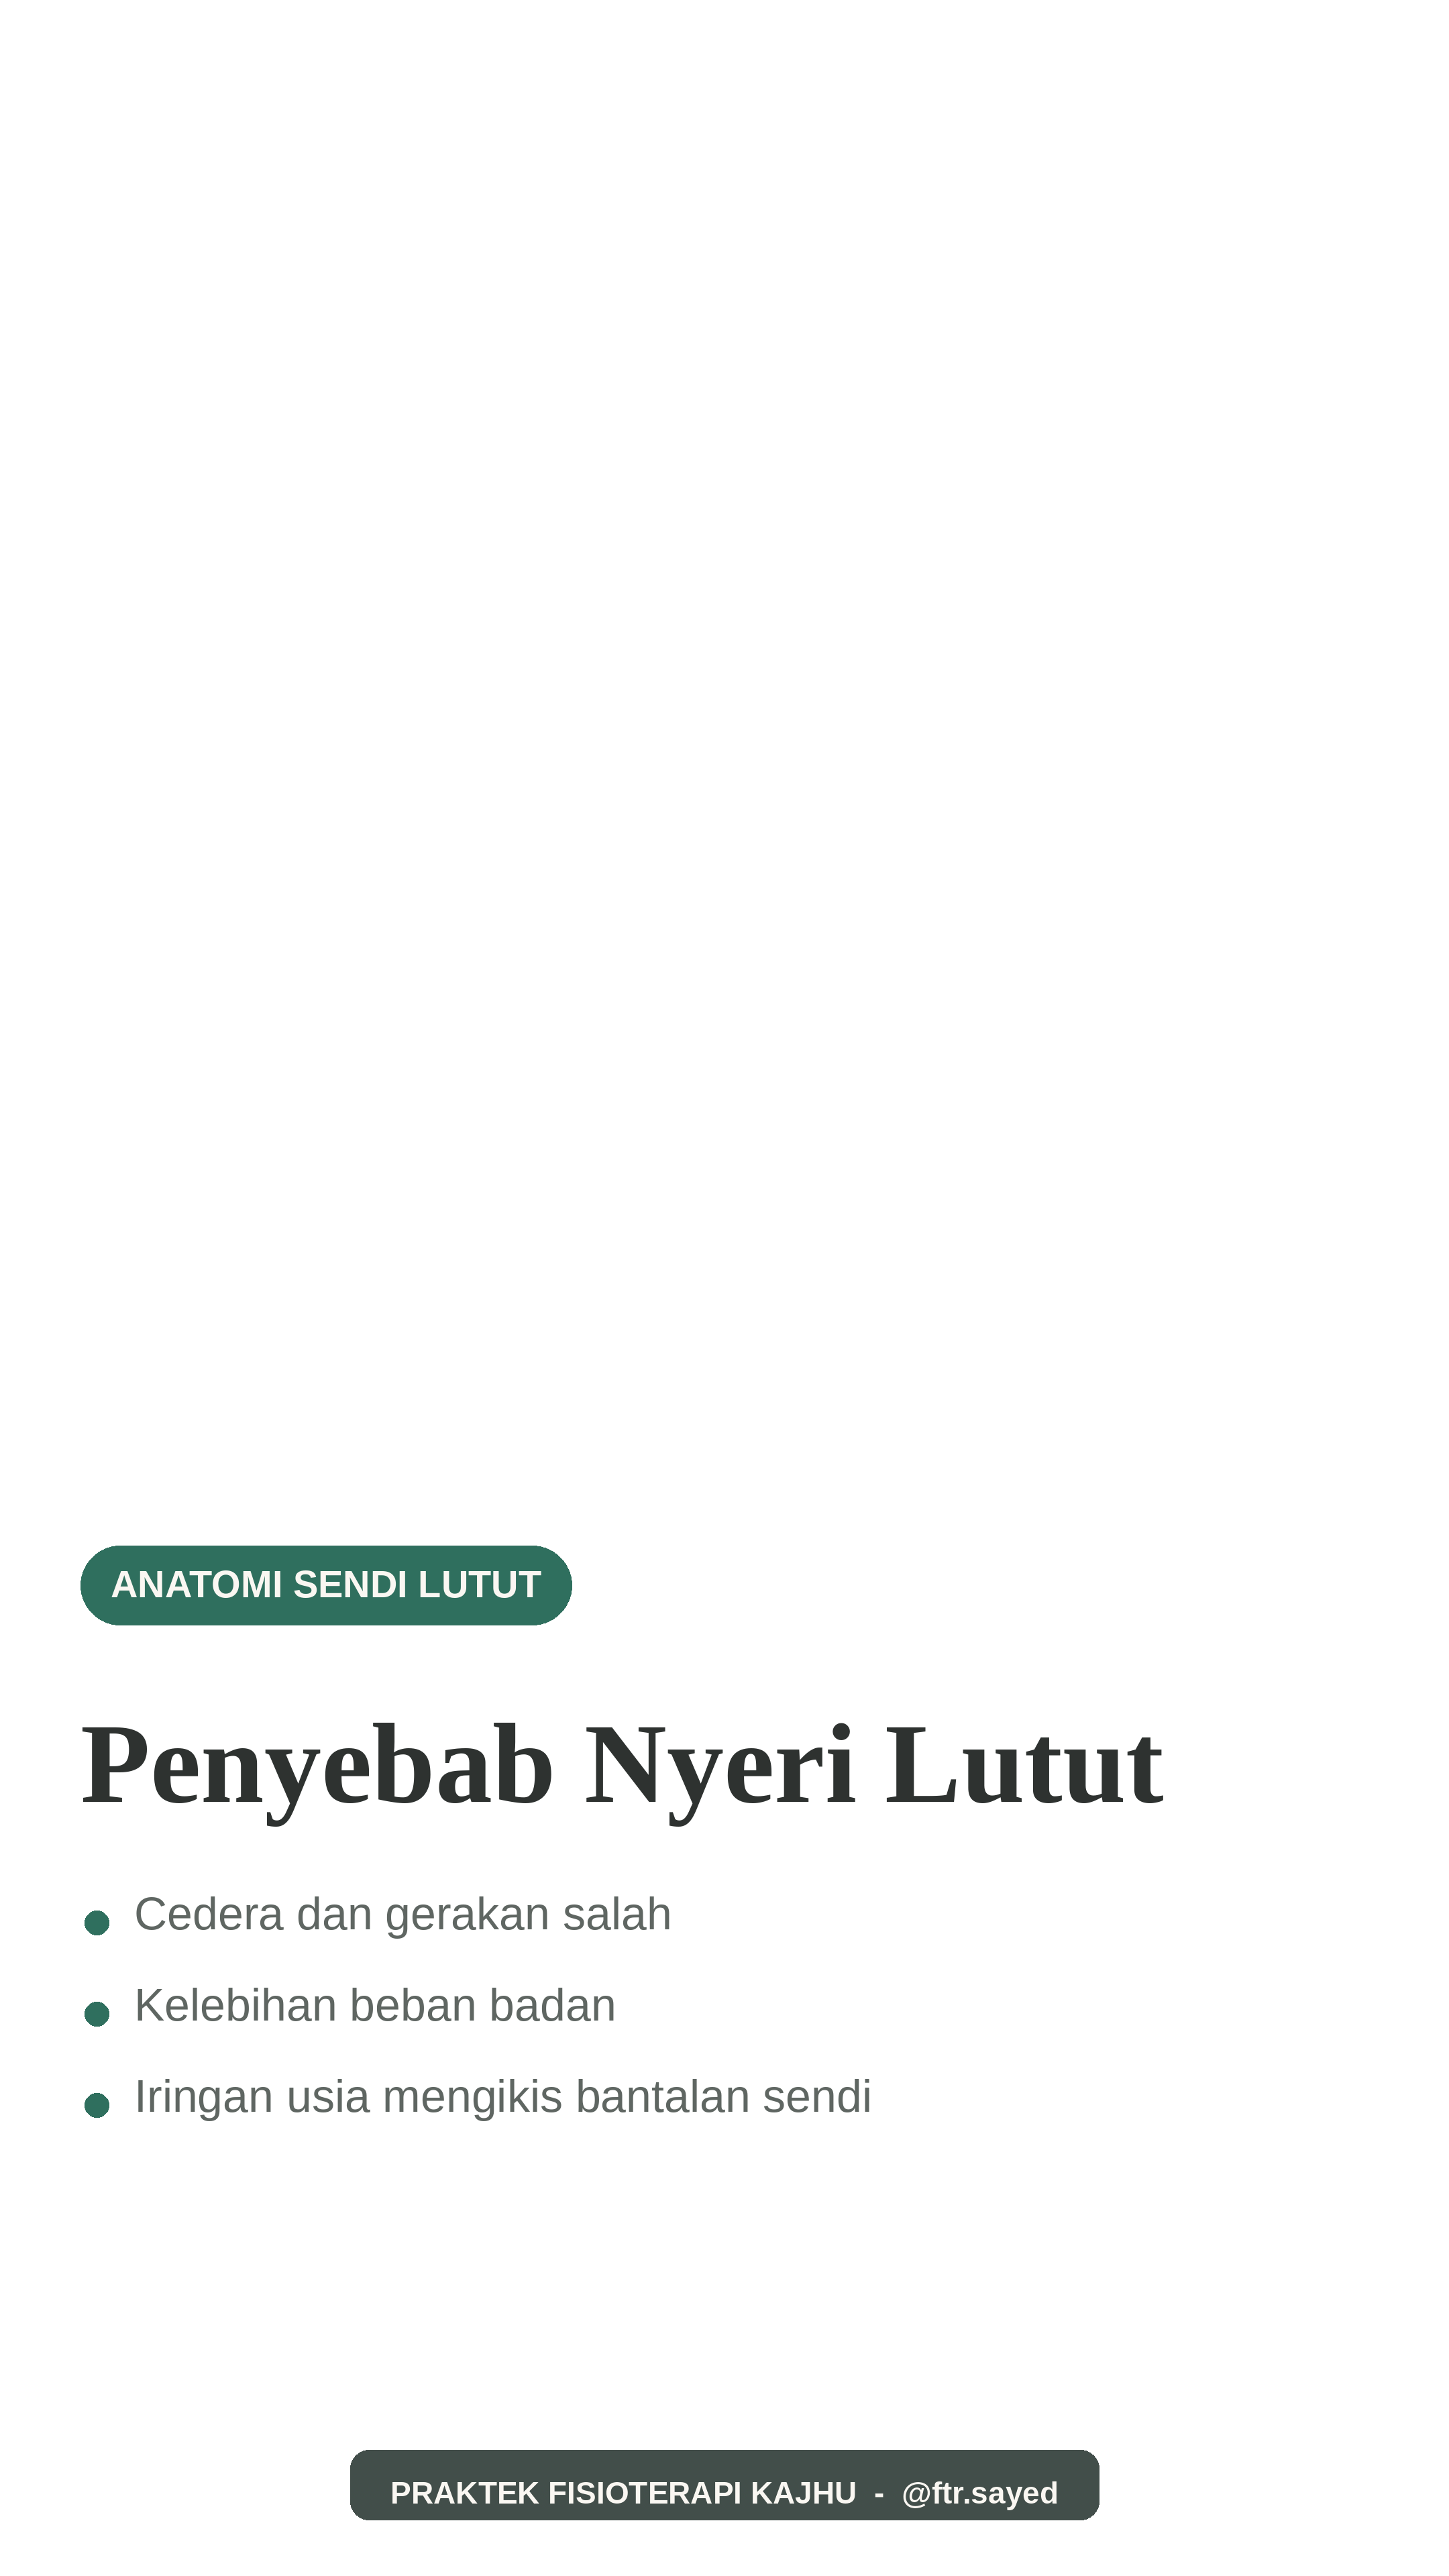 ANATOMI SENDI LUTUT
Penyebab Nyeri Lutut
Cedera dan gerakan salah
Kelebihan beban badan
Iringan usia mengikis bantalan sendi
PRAKTEK FISIOTERAPI KAJHU - @ftr.sayed